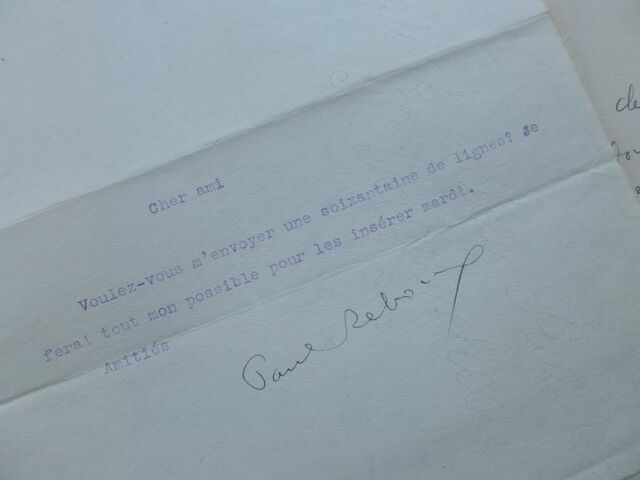 Cher ami
Voulez-vous m'envoyer une soixantaine de lignes? Je
ferai tout mon possible pour les insérer mardi.
Amitiés
Paul Reboux
de